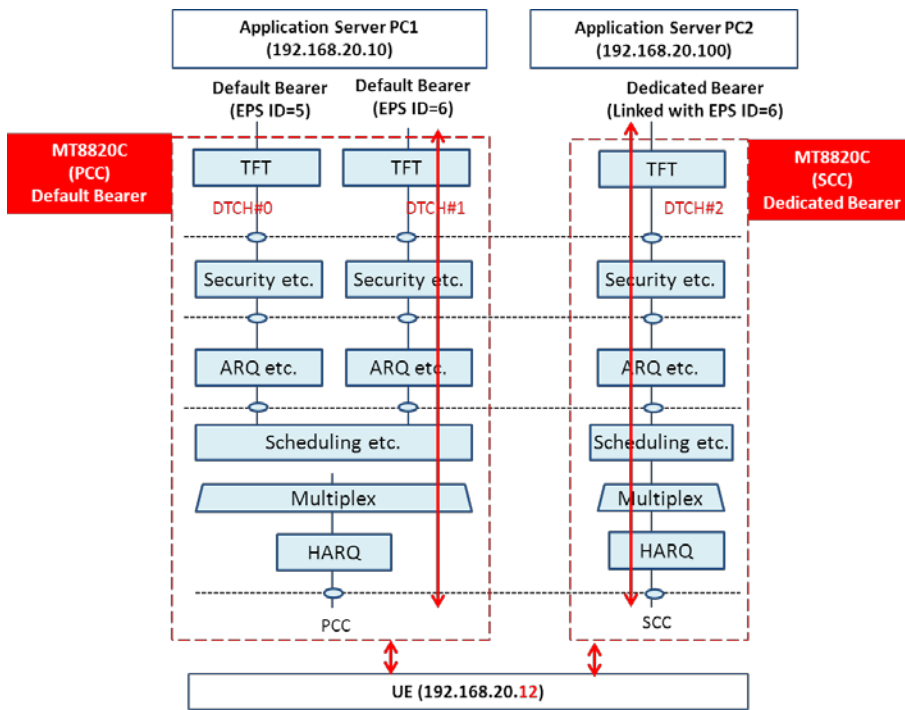 Application Server PC1
(192.168.20.10)
Application Server PC2
(192.168.20.100)
Default Bearer
(EPS ID=5)
Default Bearer
(EPS ID=6)
Dedicated Bearer
(Linked with EPS ID=6)
MT8820C
(PCC)
Default Bearer
MT8820C
(SCC)
Dedicated Bearer
TFT
TFT
TFT
DTCH#0
DTCH#1
DTCH#2
Security etc.
Security etc.
Security etc.
ARQ etc.
ARQ etc.
ARQ etc.
Scheduling etc.
Scheduling etc.
Multiplex
Multiplex
HARQ
HARQ
PCC
SCC
UE (192.168.20.12)